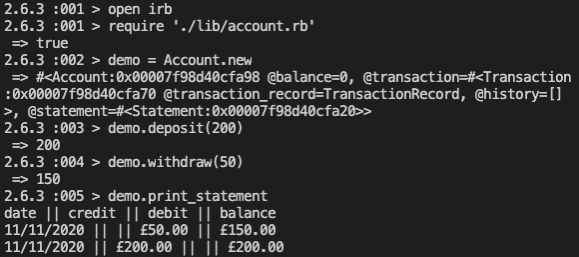 2.6.3 :001 > open irb
2.6.3 :001 > require './lib/account.rb'
 => true
2.6.3 :002 > demo = Account.new
 => #<Account:0x00007f98d40cfa98 @balance=0, @transaction=#<Transaction
:0x00007f98d40cfa70 @transaction_record=TransactionRecord, @history=[]
>, @statement=#<Statement:0x00007f98d40cfa20>>
2.6.3 :003 > demo.deposit(200)
 => 200
2.6.3 :004 > demo.withdraw(50)
 => 150
2.6.3 :005 > demo.print_statement
date || credit || debit || balance
11/11/2020 || || £50.00 || £150.00
11/11/2020 || £200.00 || || £200.00